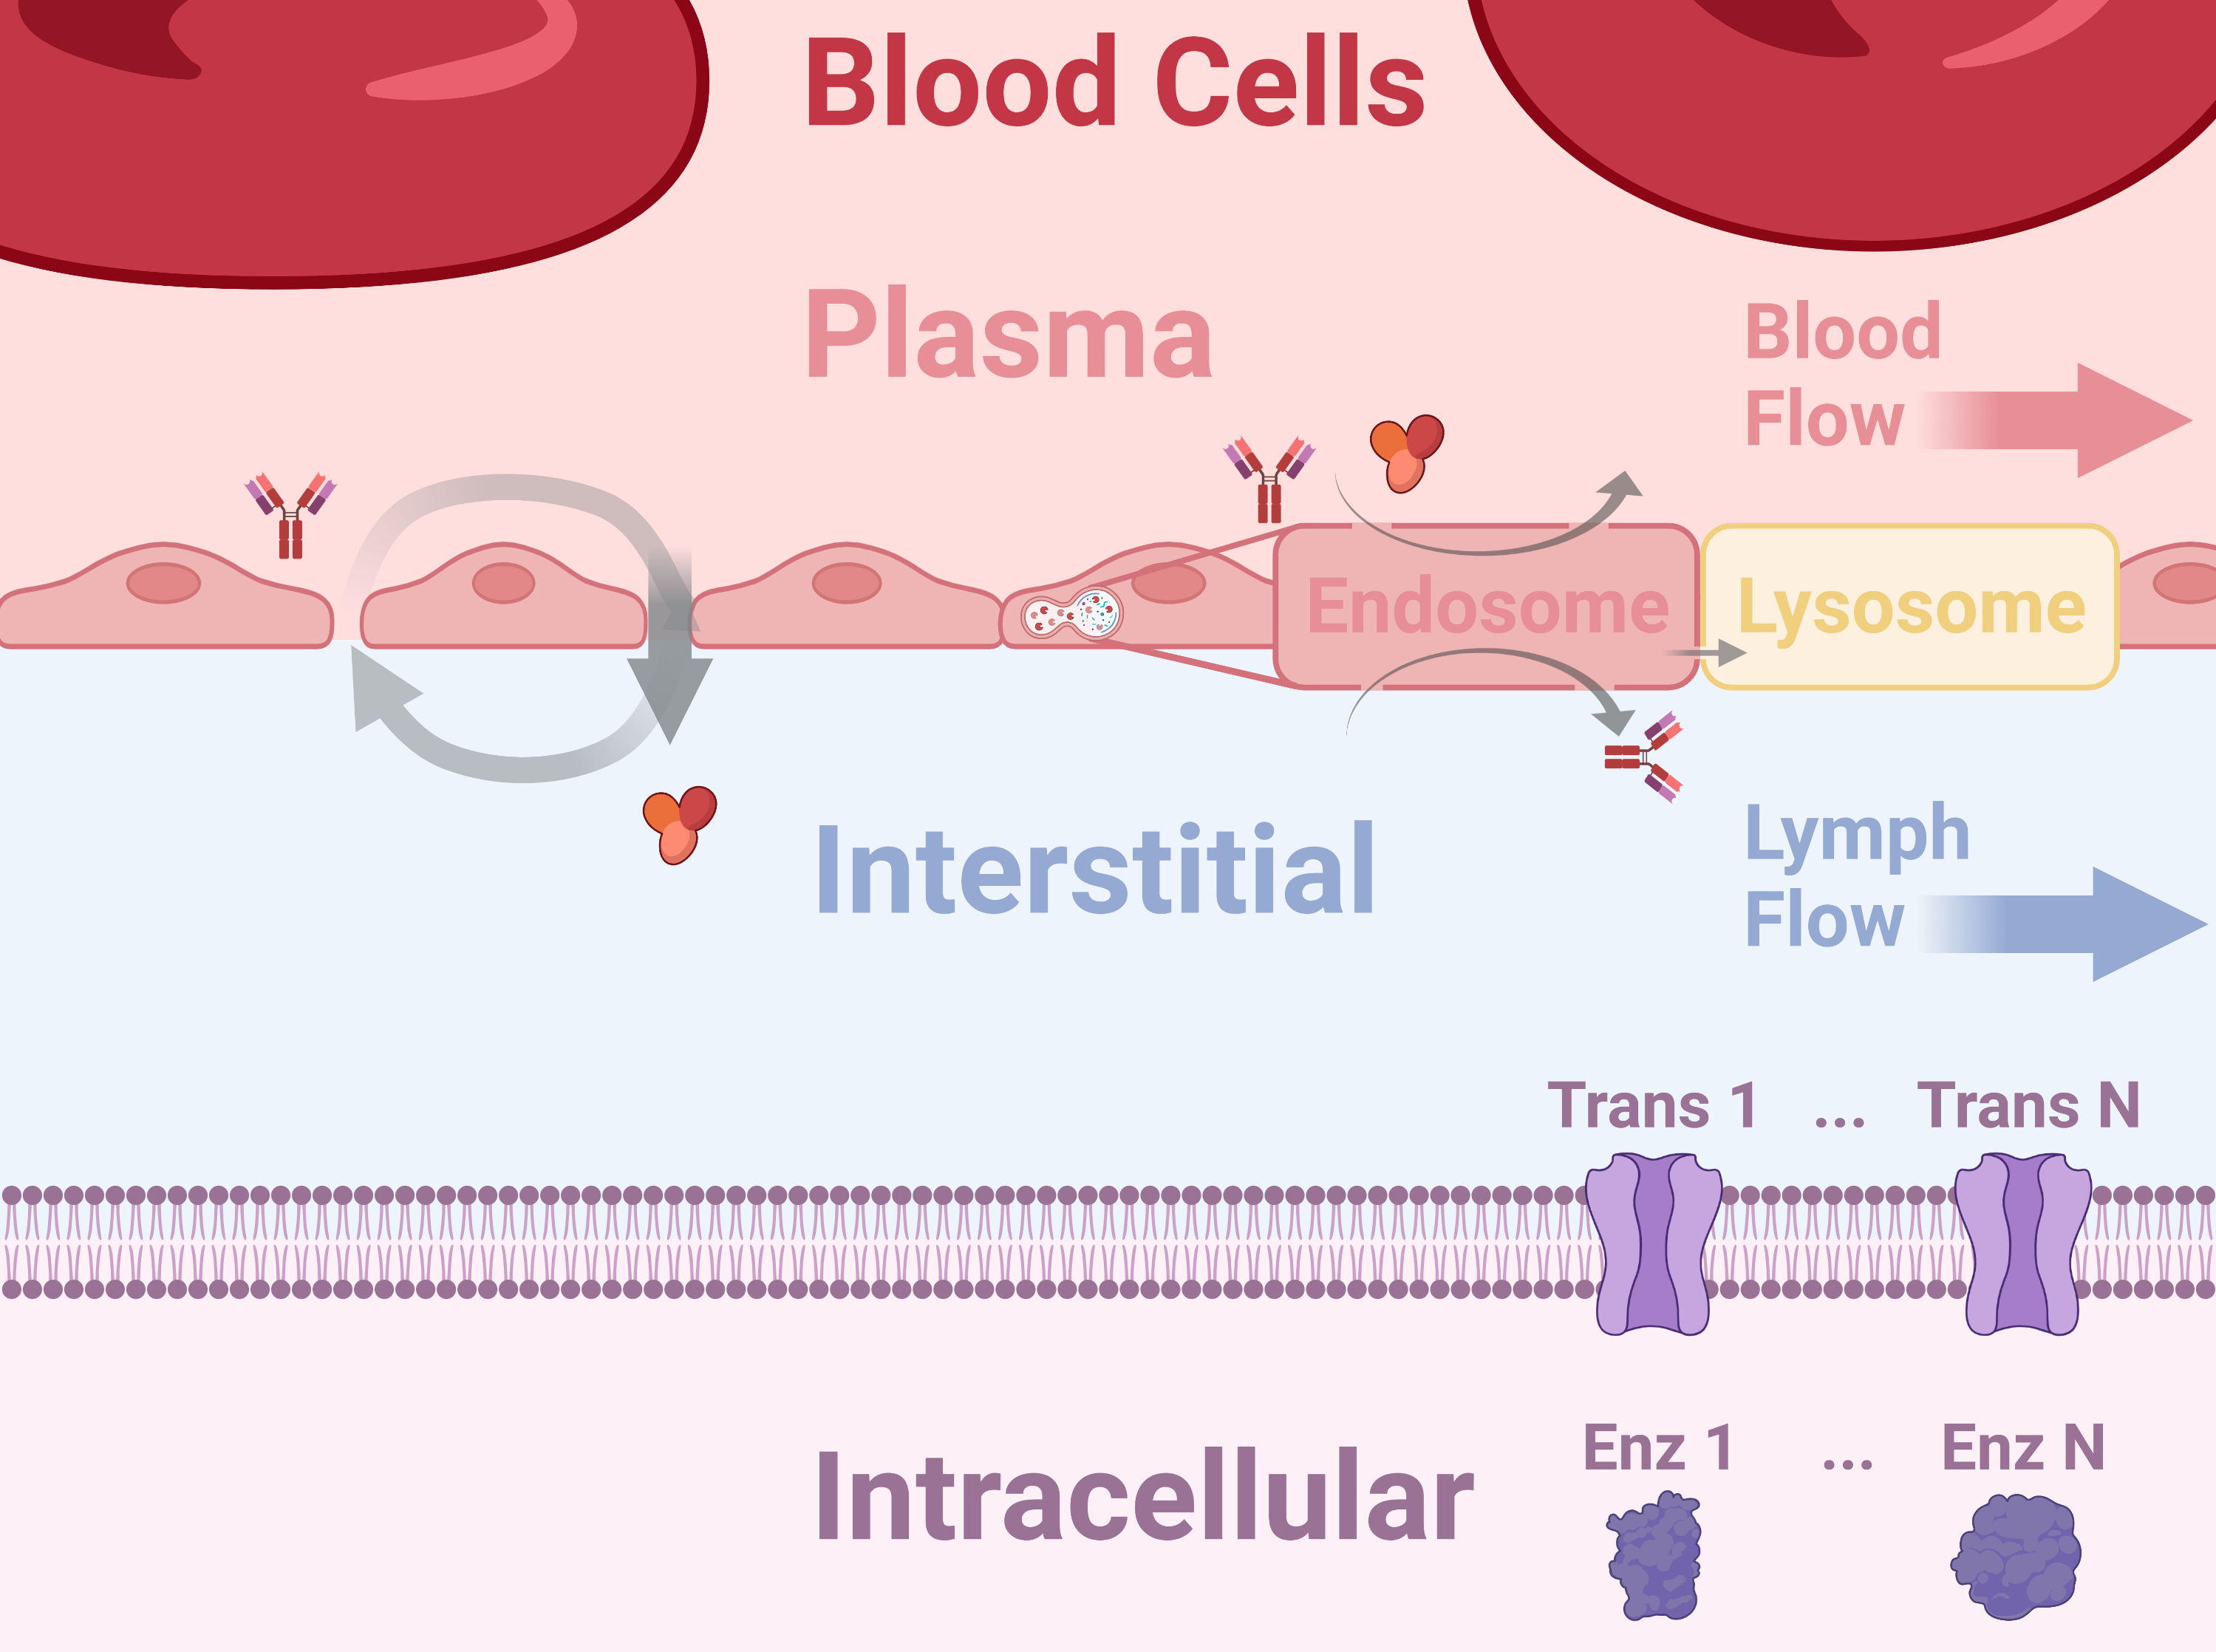 Blood Cells
Plasma
Blood
Flow
Endosome
Lysosome
Interstitial
Lymph
Flow
Trans 1 ... Trans N
Enz 1 ... Enz N
Intracellular